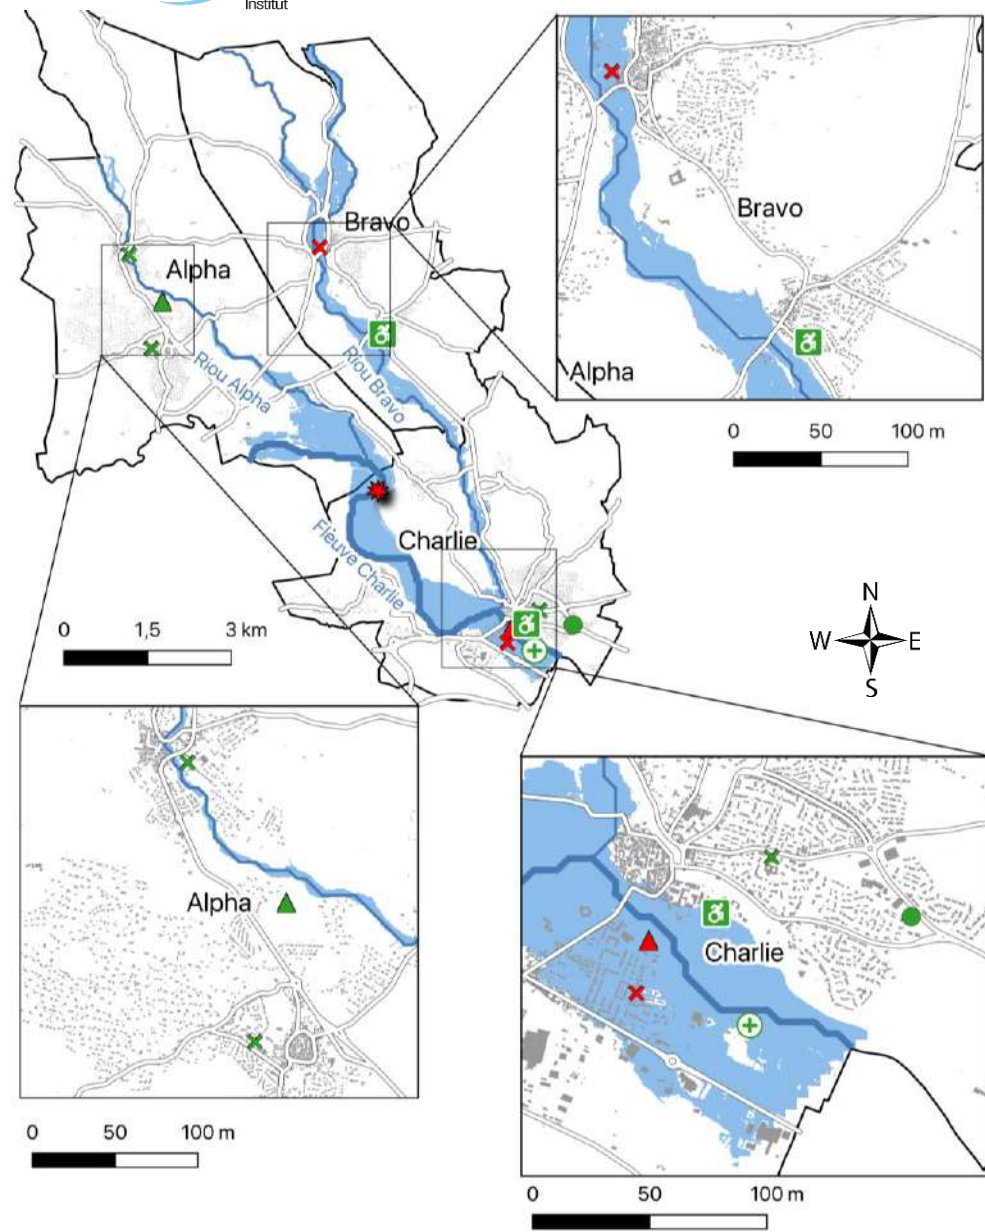 Institut
Bravo
Alpha
Riou Alpha
Riou Bravo
Charlie
Fleuve Charlie
0 1,5 3 km
Bravo
Alpha
0 50 100 m
N
W E
S
Alpha
0 50 100 m
Charlie
0 50 100 m